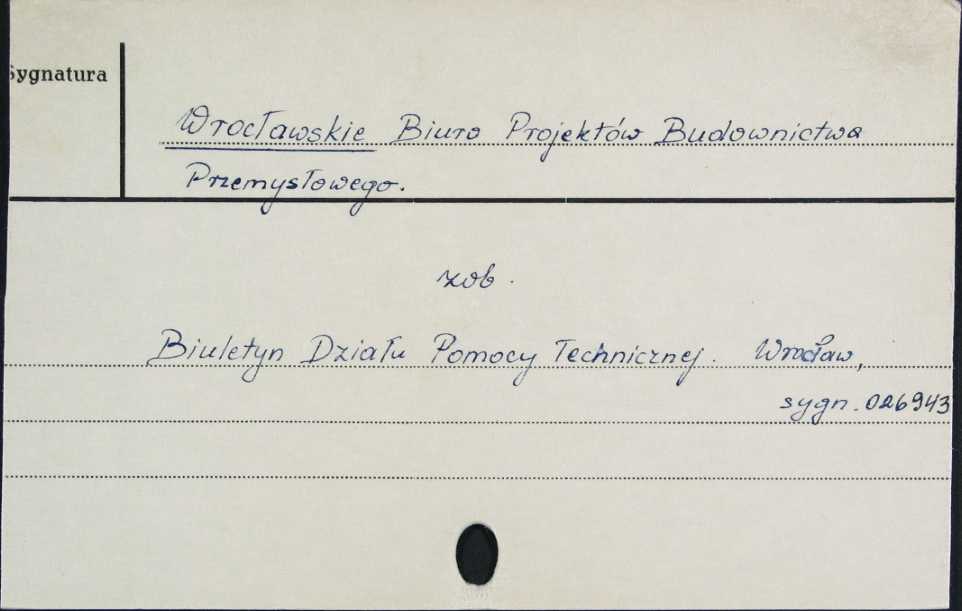 Sygnatura
Wrocławskie Biuro Projektów Budownictwa
Przemysłowego.
zob.
Biuletyn Działu Pomocy Technicznej. Wrocław,
sygn. 026943